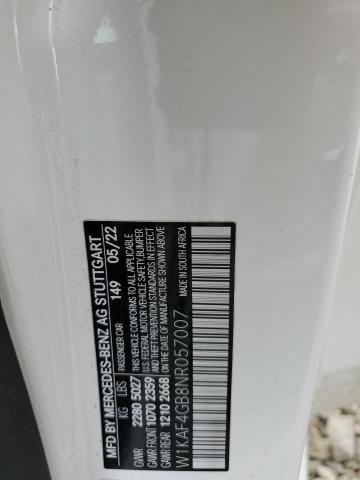 MFD BY MERCEDES-BENZ AG STUTTGART
PASSENGER CAR 149 05/22
KG LBS
GVWR 2280 5027
GAWR FRONT 1070 2359
GAWR REAR 1210 2668
THIS VEHICLE CONFORMS TO ALL APPLICABLE
U.S. FEDERAL MOTOR VEHICLE SAFETY, BUMPER
AND THEFT PREVENTION STANDARDS IN EFFECT
ON THE DATE OF MANUFACTURE SHOWN ABOVE
W1KAF4GB8NR057007
MADE IN SOUTH AFRICA